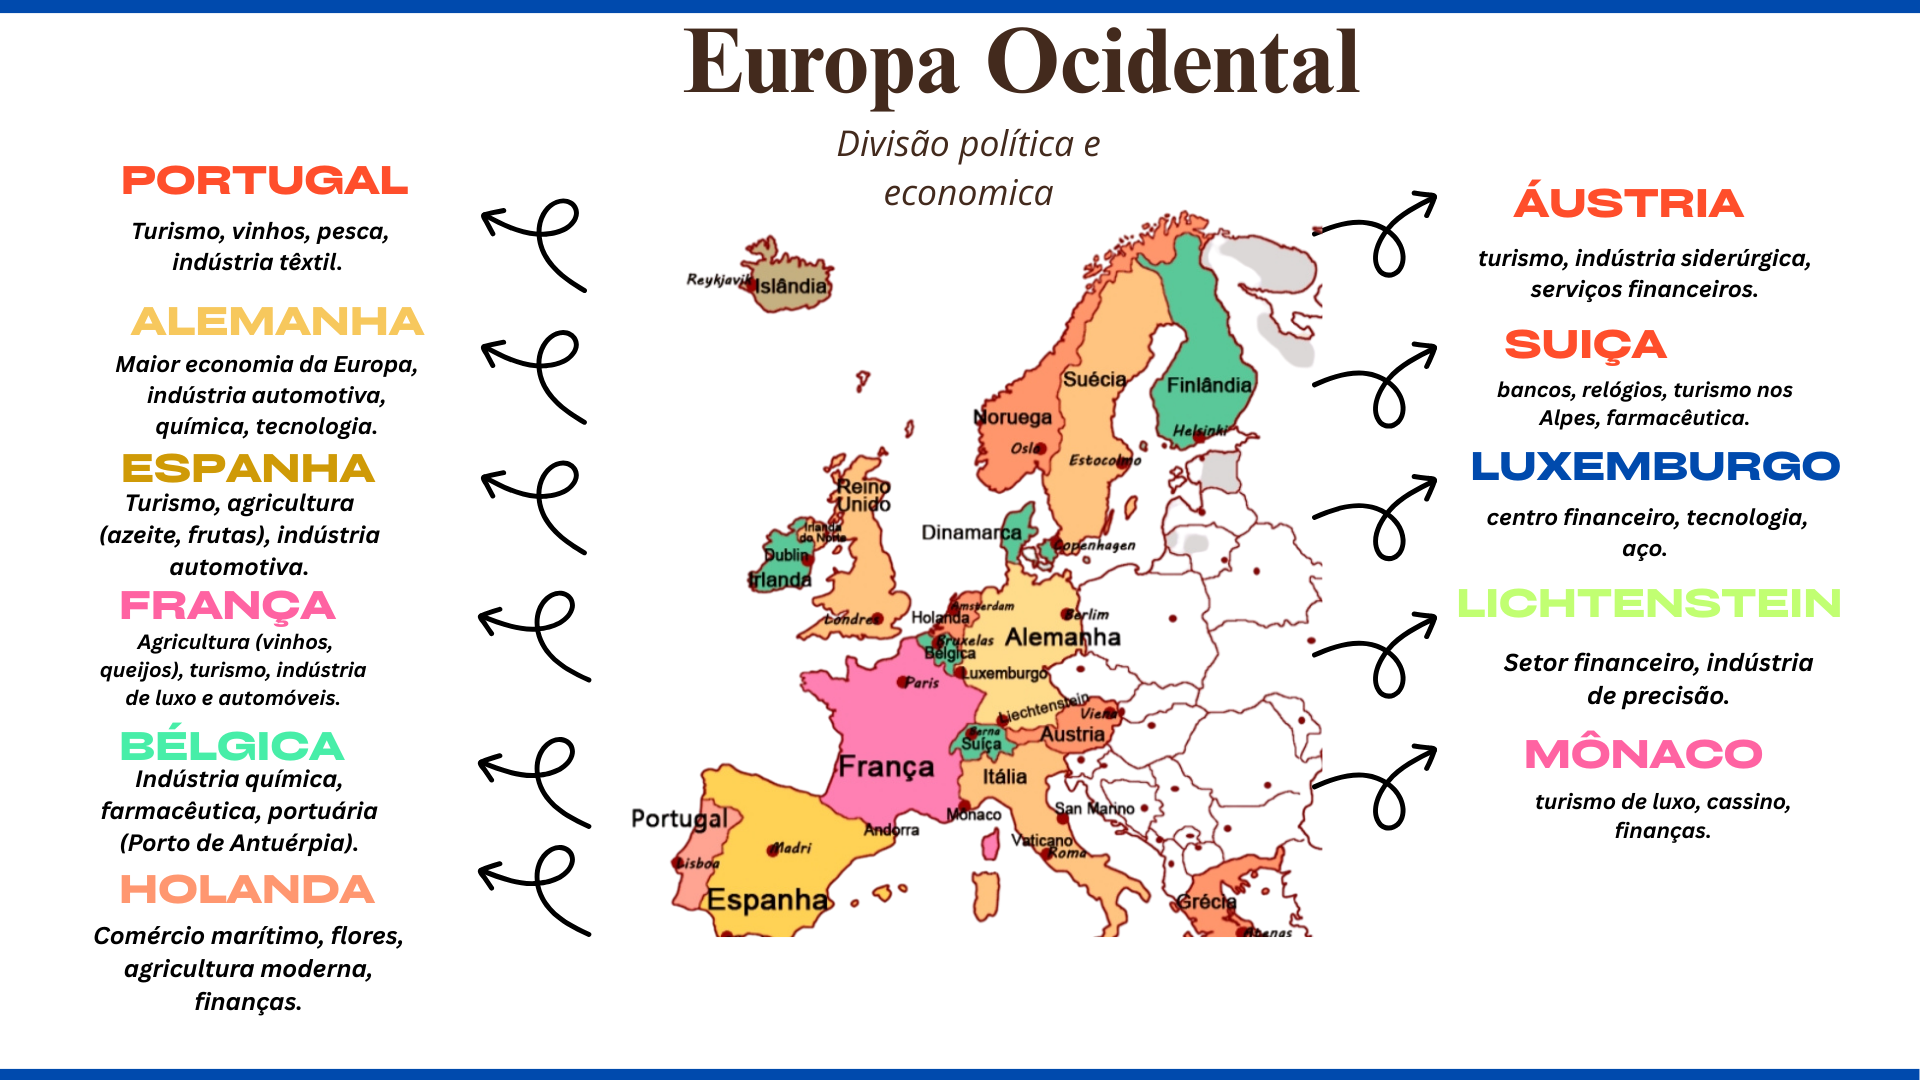 Europa Ocidental
Divisão política e
economica
PORTUGAL
Turismo, vinhos, pesca,
indústria têxtil.
ALEMANHA
Maior economia da Europa,
indústria automotiva,
química, tecnologia.
ESPANHA
Turismo, agricultura
(azeite, frutas), indústria
automotiva.
FRANÇA
Agricultura (vinhos,
queijos), turismo, indústria
de luxo e automóveis.
BÉLGICA
Indústria química,
farmacêutica, portuária
(Porto de Antuérpia).
HOLANDA
Comércio marítimo, flores,
agricultura moderna,
finanças.
Reykjavik
Islândia
Suécia
Finlândia
Noruega
Helsinki
Oslo
Estocolmo
Reino
Unido
Irlanda
do Norte
Dinamarca
Copenhagen
Dublin
Irlanda
Amsterdam
Holanda
Londres
Berlim
Alemanha
Bruxelas
Bélgica
Luxemburgo
Paris
Liechtenstein
Viena
Berna
Suíça
Austria
França
Itália
Mônaco
San Marino
Portugal
Andorra
Vaticano
Roma
Madri
Lisboa
Espanha
Grécia
Atenas
ÁUSTRIA
turismo, indústria siderúrgica,
serviços financeiros.
SUIÇA
bancos, relógios, turismo nos
Alpes, farmacêutica.
LUXEMBURGO
centro financeiro, tecnologia,
aço.
LICHTENSTEIN
Setor financeiro, indústria
de precisão.
MÔNACO
turismo de luxo, cassino,
finanças.